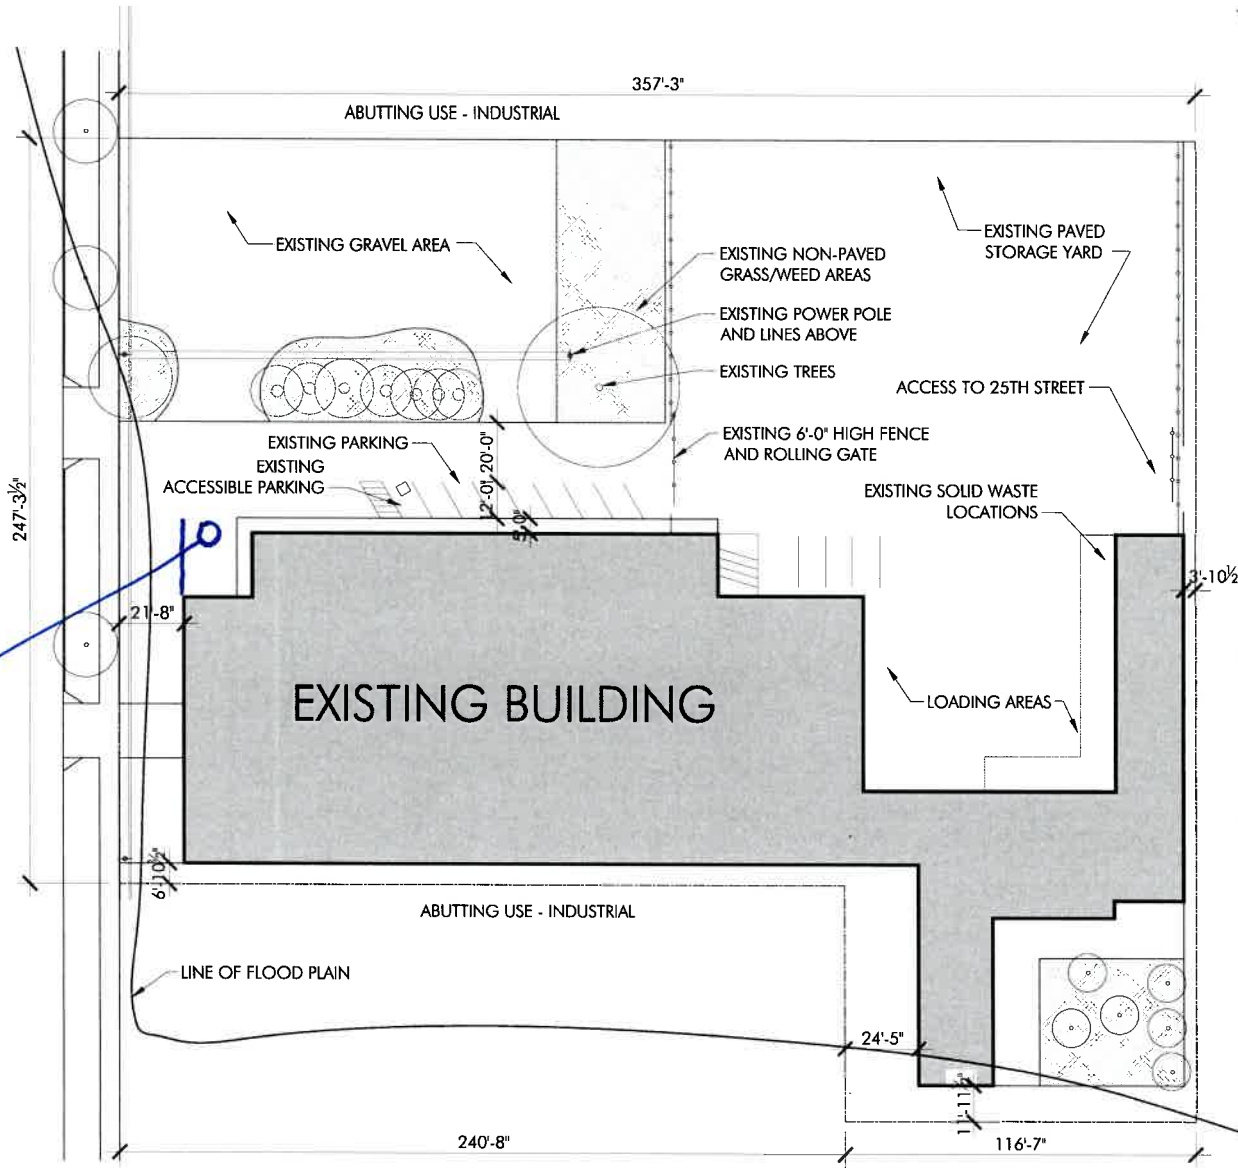 357'-3"
ABUTTING USE - INDUSTRIAL
EXISTING GRAVEL AREA
EXISTING NON-PAVED
GRASS/WEED AREAS
EXISTING PAVED
STORAGE YARD
EXISTING POWER POLE
AND LINES ABOVE
EXISTING TREES
ACCESS TO 25TH STREET
EXISTING PARKING
EXISTING 6'-0" HIGH FENCE
AND ROLLING GATE
EXISTING
ACCESSIBLE PARKING
20'-0"
12'-0"
5'-0"
EXISTING SOLID WASTE
LOCATIONS
247'-3½"
3'-10½
21'-8"
EXISTING BUILDING
LOADING AREAS
6'-10½"
ABUTTING USE - INDUSTRIAL
LINE OF FLOOD PLAIN
24'-5"
240'-8"
116'-7"